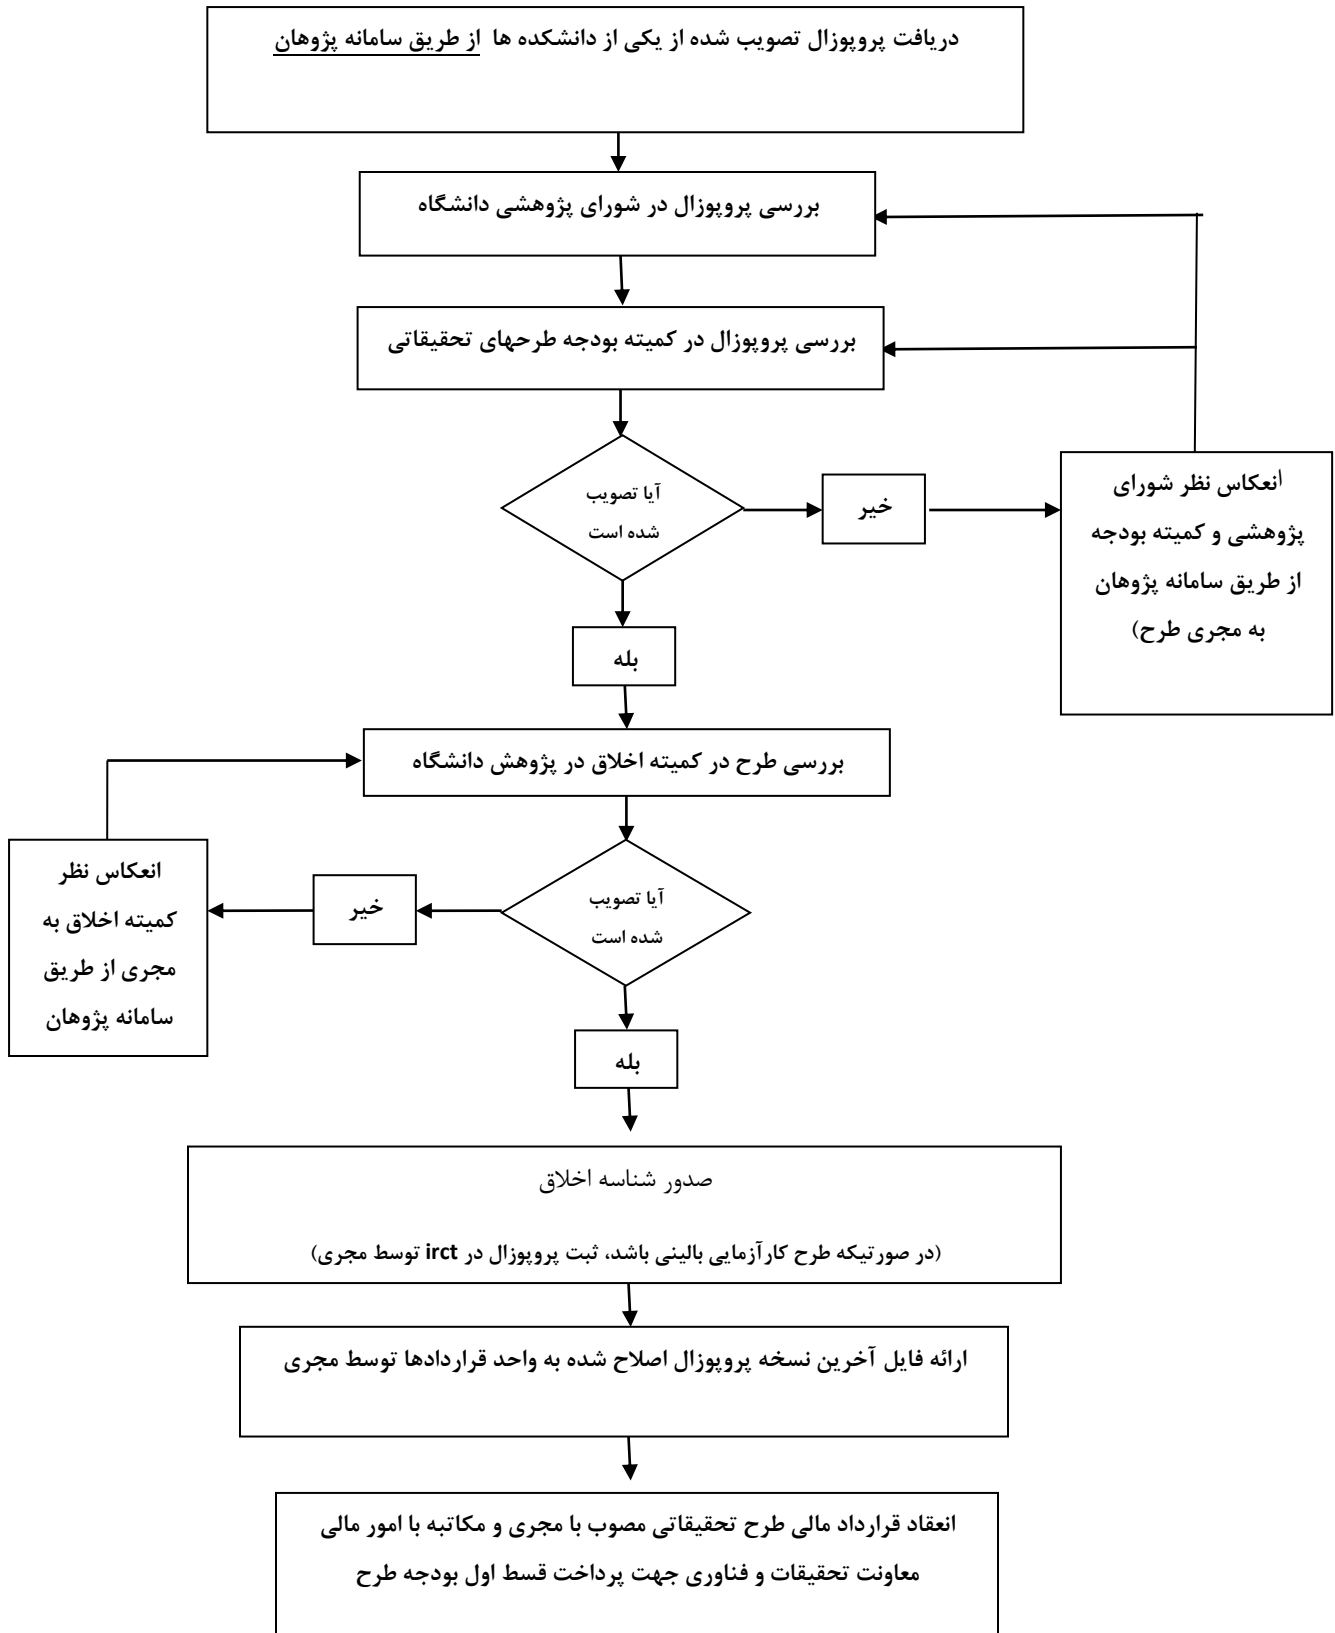 دریافت پروپوزال تصویب شده از یکی از دانشکده ها از طریق سامانه پژوهان
بررسی پروپوزال در شورای پژوهشی دانشگاه
بررسی پروپوزال در کمیته بودجه طرحهای تحقیقاتی
آیا تصویب
شده است
خیر
انعکاس نظر شورای
پژوهشی و کمیته بودجه
از طریق سامانه پژوهان
به مجری طرح)
بله
بررسی طرح در کمیته اخلاق در پژوهش دانشگاه
آیا تصویب
شده است
خیر
انعکاس نظر
کمیته اخلاق به
مجری از طریق
سامانه پژوهان
بله
صدور شناسه اخلاق
(در صورتیکه طرح کارآزمایی بالینی باشد، ثبت پروپوزال در irct توسط مجری)
ارائه فایل آخرین نسخه پروپوزال اصلاح شده به واحد قراردادها توسط مجری
انعقاد قرارداد مالی طرح تحقیقاتی مصوب با مجری و مکاتبه با امور مالی
معاونت تحقیقات و فناوری جهت پرداخت قسط اول بودجه طرح